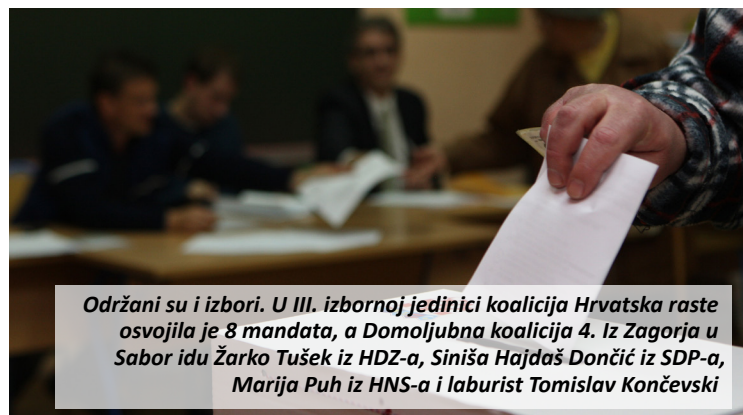 Održani su i izbori. U III. izbornoj jedinici koalicija Hrvatska raste
osvojila je 8 mandata, a Domoljubna koalicija 4. Iz Zagorja u
Sabor idu Žarko Tušek iz HDZ-a, Siniša Hajdaš Dončić iz SDP-a,
Marija Puh iz HNS-a i laburist Tomislav Končevski